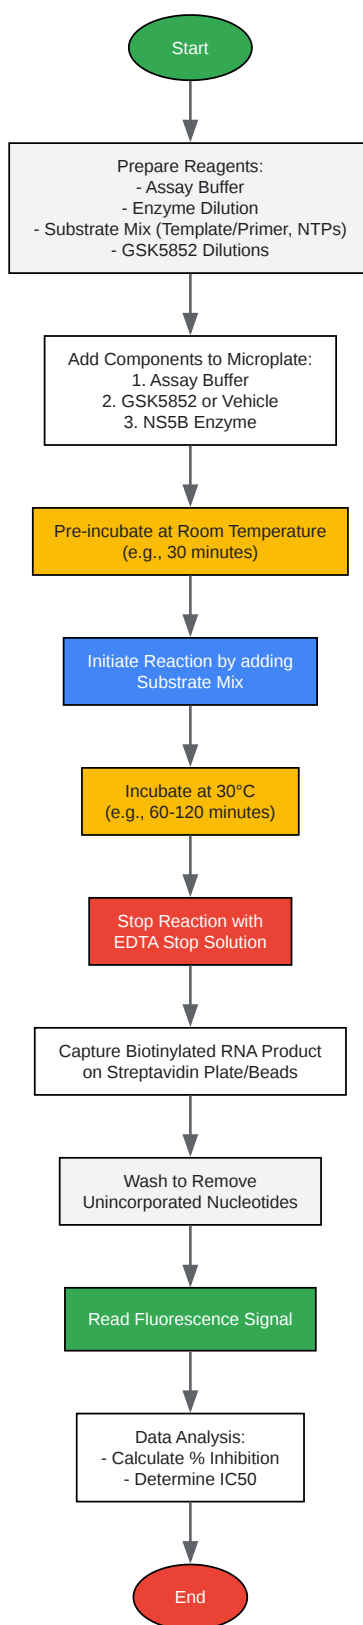 Start
Prepare Reagents:
- Assay Buffer
- Enzyme Dilution
- Substrate Mix (Template/Primer, NTPs)
- GSK5852 Dilutions
Add Components to Microplate:
1. Assay Buffer
2. GSK5852 or Vehicle
3. NS5B Enzyme
Pre-incubate at Room Temperature
(e.g., 30 minutes)
Initiate Reaction by adding
Substrate Mix
Incubate at 30°C
(e.g., 60-120 minutes)
Stop Reaction with
EDTA Stop Solution
Capture Biotinylated RNA Product
on Streptavidin Plate/Beads
Wash to Remove
Unincorporated Nucleotides
Read Fluorescence Signal
Data Analysis:
- Calculate % Inhibition
- Determine IC50
End